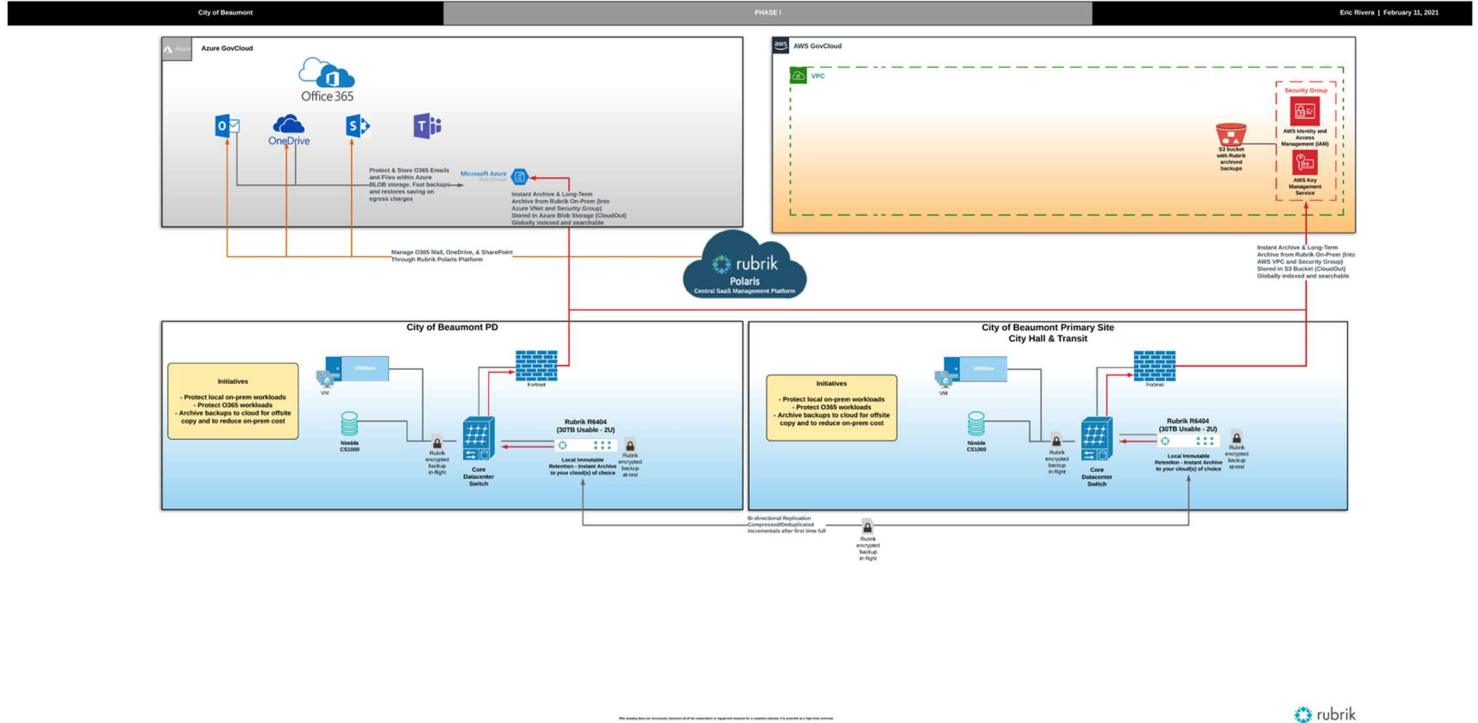 City of Beaumont
PHASE I
Eric Rivera | February 11, 2021
Azure
Azure GovCloud
Office 365
OneDrive
Protect & Store O365 Emails
and Files within Azure
BLOB storage. Fast backups
and restores saving on
egress charges
Microsoft Azure
Blob Storage
Instant Archive & Long-Term
Archive from Rubrik On-Prem (Into
Azure VNet and Security Group)
Stored in Azure Blob Storage (CloudOut)
Globally indexed and searchable
aws
AWS GovCloud
VPC
Security Group
AWS Identity and
Access
Management (IAM)
S3 bucket
with Rubrik
archived
backups
AWS Key
Management
Service
Manage O365 Mail, OneDrive, & SharePoint
Through Rubrik Polaris Platform
rubrik
Polaris
Central SaaS Management Platform
Instant Archive & Long-Term
Archive from Rubrik On-Prem (Into
AWS VPC and Security Group)
Stored in S3 Bucket (CloudOut)
Globally indexed and searchable
City of Beaumont PD
Initiatives
- Protect local on-prem workloads
- Protect O365 workloads
- Archive backups to cloud for offsite
copy and to reduce on-prem cost
VMWare
VM
Nimble
CS1000
Rubrik
encrypted
backup
in-flight
Core
Datacenter
Switch
Fortinet
Rubrik R6404
(30TB Usable - 2U)
Local Immutable
Retention - Instant Archive
to your cloud(s) of choice
Rubrik
encrypted
backup
at-rest
City of Beaumont Primary Site
City Hall & Transit
Initiatives
- Protect local on-prem workloads
- Protect O365 workloads
- Archive backups to cloud for offsite
copy and to reduce on-prem cost
VMWare
VM
Nimble
CS1000
Rubrik
encrypted
backup
in-flight
Core
Datacenter
Switch
Fortinet
Rubrik R6404
(30TB Usable - 2U)
Local Immutable
Retention - Instant Archive
to your cloud(s) of choice
Rubrik
encrypted
backup
at-rest
Bi-directional Replication
Compressed/Deduplicated
Incrementals after first time full
Rubrik
encrypted
backup
in-flight
rubrik